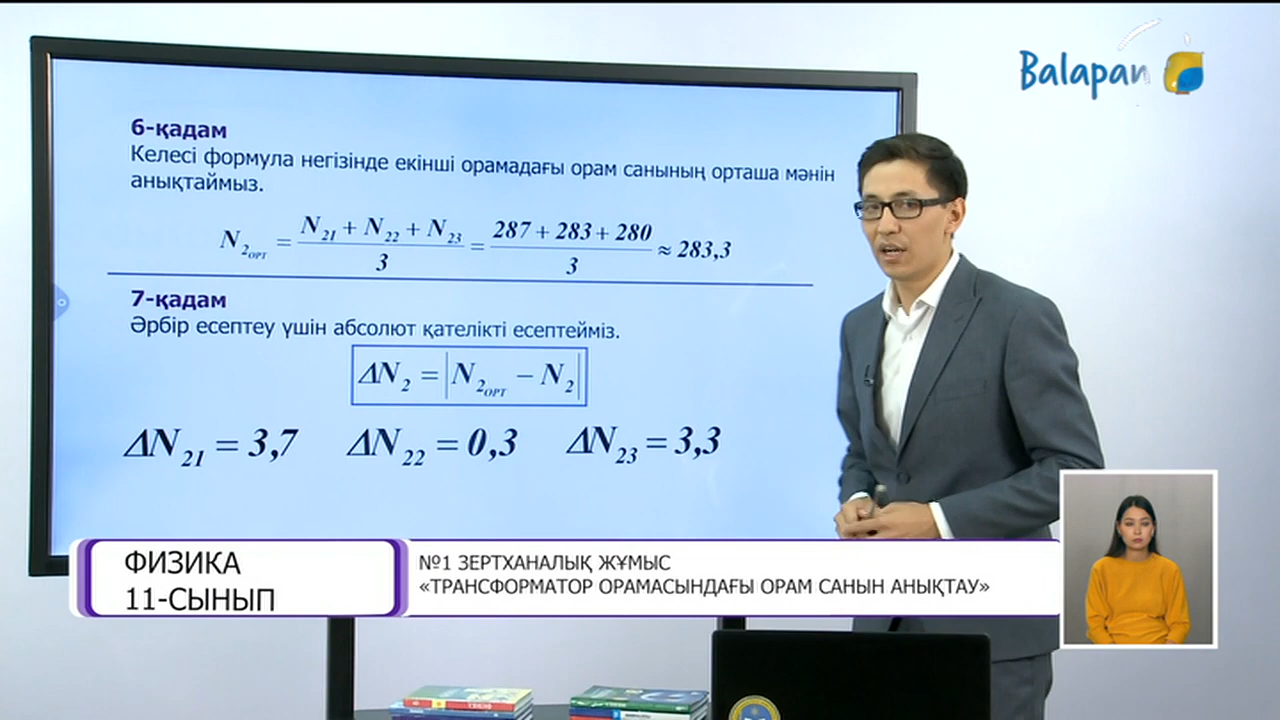 Balapan
6-қадам
Келесі формула негізінде екінші орамадағы орам санының орташа мәнін
анықтаймыз.
N₂ₒₚₜ = (N₂₁ + N₂₂ + N₂₃)/3 = (287 + 283 + 280)/3 ≈ 283,3
7-қадам
Әрбір есептеу үшін абсолют қателікті есептейміз.
ΔN₂ = |N₂ₒₚₜ − N₂|
ΔN₂₁ = 3,7 ΔN₂₂ = 0,3 ΔN₂₃ = 3,3
ФИЗИКА
11-СЫНЫП
№1 ЗЕРТХАНАЛЫҚ ЖҰМЫС
«ТРАНСФОРМАТОР ОРАМАСЫНДАҒЫ ОРАМ САНЫН АНЫҚТАУ»